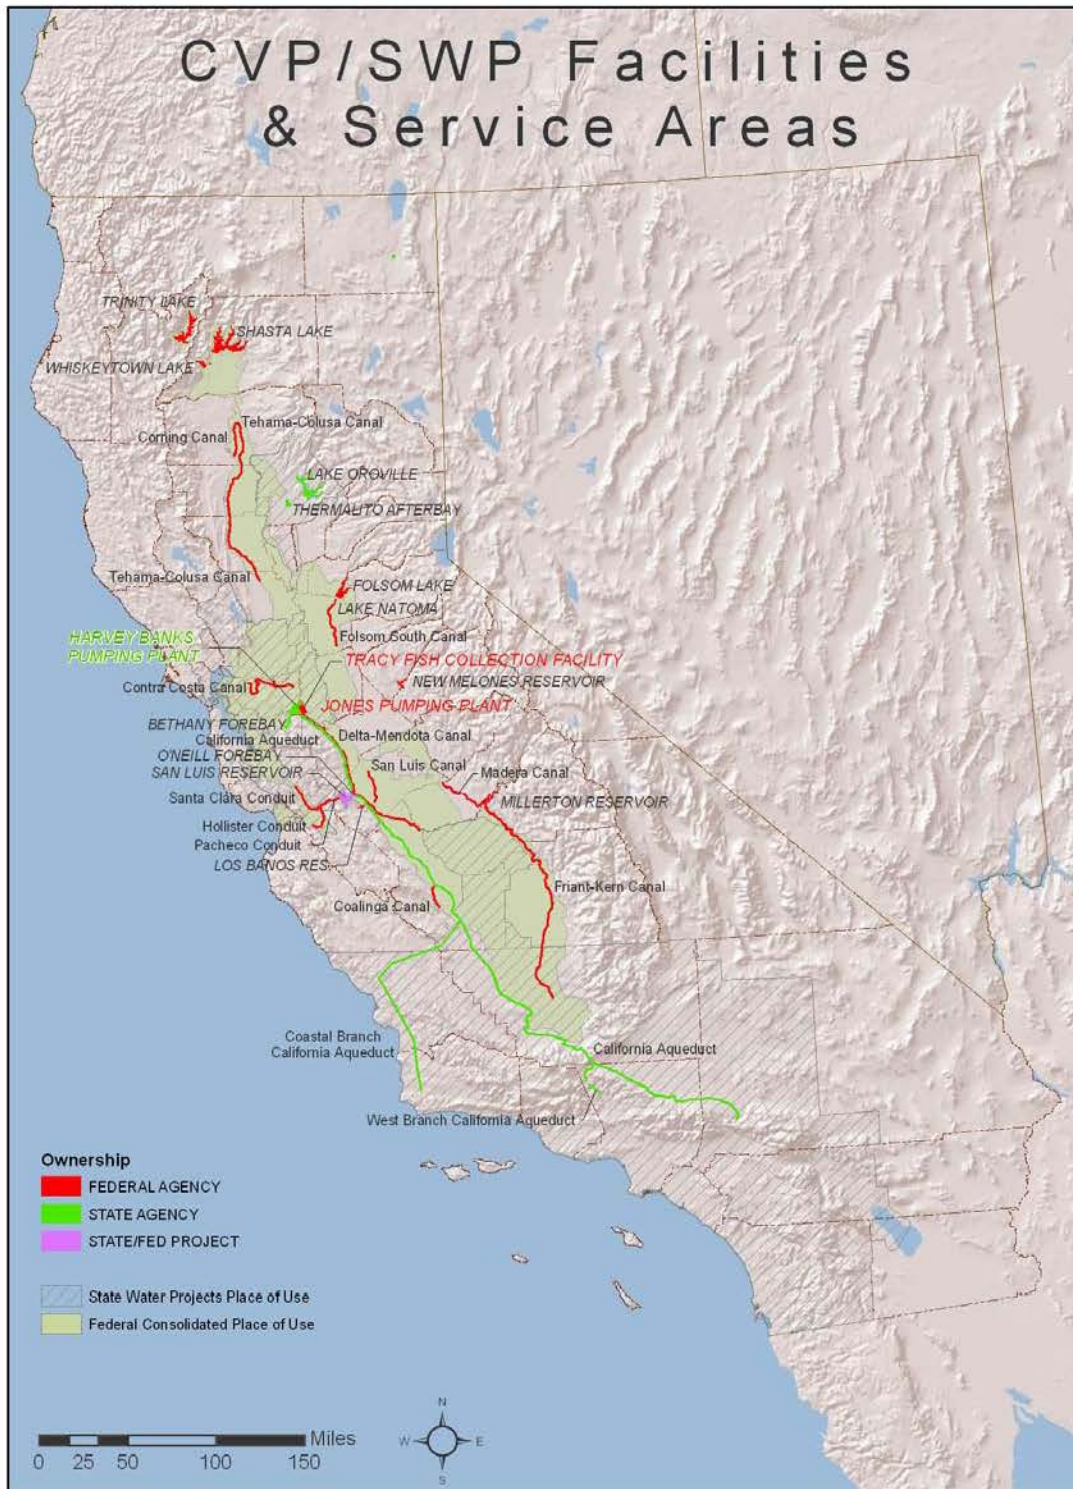 CVP/SWP Facilities
& Service Areas
TRINITY LAKE
SHASTA LAKE
WHISKEYTOWN LAKE
Tehama-Colusa Canal
Corning Canal
LAKE OROVILLE
THERMALITO AFTERBAY
Tehama-Colusa Canal
FOLSOM LAKE
LAKE NATOMA
HARVEY BANKS
PUMPING PLANT
Folsom South Canal
TRACY FISH COLLECTION FACILITY
NEW MELONES RESERVOIR
Contra Costa Canal
JONES PUMPING PLANT
BETHANY FOREBAY
California Aqueduct
Delta-Mendota Canal
O'NEILL FOREBAY
SAN LUIS RESERVOIR
San Luis Canal
Madera Canal
Santa Clara Conduit
MILLERTON RESERVOIR
Hollister Conduit
Pacheco Conduit
LOS BANOS RES
Friant-Kern Canal
Coalinga Canal
Coastal Branch
California Aqueduct
California Aqueduct
West Branch California Aqueduct
Ownership
FEDERAL AGENCY
STATE AGENCY
STATE/FED PROJECT
State Water Projects Place of Use
Federal Consolidated Place of Use
N
W E
S
Miles
0 25 50 100 150